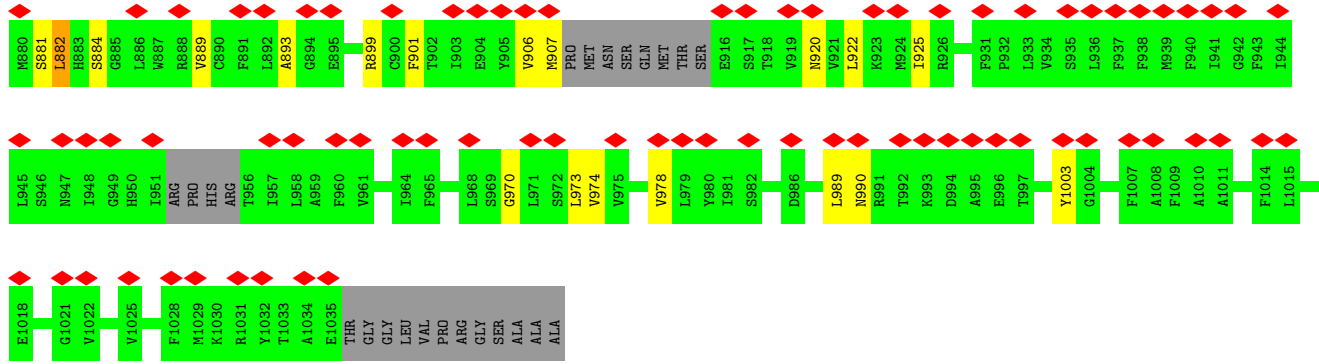 M880 S881 L882 H883 S884 G885 L886 W887 R888 V889 C890 F891 L892 A893 G894 E895 R899 C900 F901 T902 I903 E904 Y905 V906 M907 PRO MET ASN SER GLN MET THR SER E916 S917 T918 V919 N920 V921 L922 K923 M924 I925 R926 F931 P932 L933 V934 S935 L936 F937 F938 M939 F940 I941 G942 F943 I944
L945 S946 N947 I948 G949 H950 I951 ARG PRO HIS ARG T956 I957 L958 A959 F960 V961 I964 F965 L968 S969 G970 L971 S972 L973 V974 V975 V978 L979 Y980 I981 S982 D986 L989 N990 R991 T992 K993 D994 A995 E996 T997 Y1003 G1004 F1007 A1008 F1009 A1010 A1011 F1014 L1015
E1018 G1021 V1022 V1025 F1028 M1029 K1030 R1031 Y1032 T1033 A1034 E1035 THR GLY GLY LEU VAL PRO ARG GLY SER ALA ALA ALA